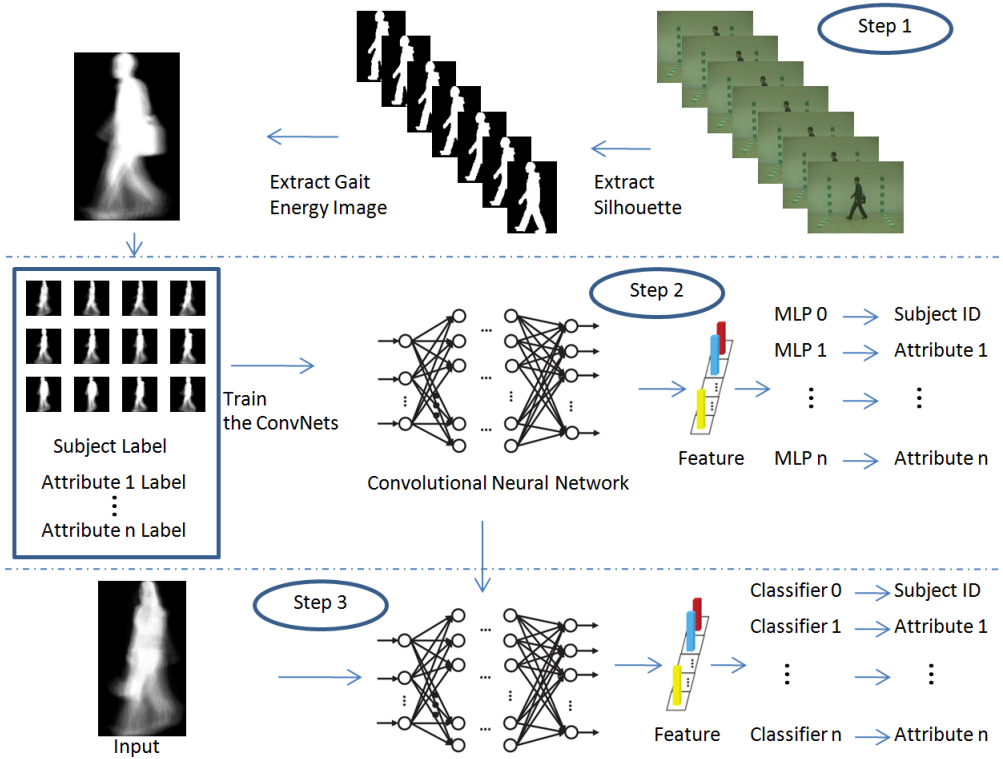 Step 1
Extract Gait
Energy Image
Extract
Silhouette
Step 2
MLP 0
Subject ID
MLP 1
Attribute 1
Train
the ConvNets
Subject Label
Attribute 1 Label
Attribute n Label
Feature
MLP n
Attribute n
Convolutional Neural Network
Step 3
Classifier 0
Subject ID
Classifier 1
Attribute 1
Input
Feature
Classifier n
Attribute n